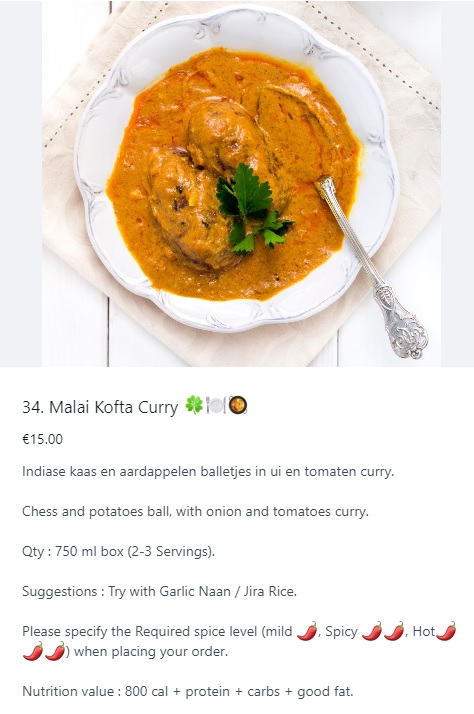 34. Malai Kofta Curry 🍀🍽️🥘
€15.00
Indiase kaas en aardappelen balletjes in ui en tomaten curry.
Chess and potatoes ball, with onion and tomatoes curry.
Qty : 750 ml box (2-3 Servings).
Suggestions : Try with Garlic Naan / Jira Rice.
Please specify the Required spice level (mild 🌶️, Spicy 🌶️🌶️, Hot🌶️
🌶️🌶️) when placing your order.
Nutrition value : 800 cal + protein + carbs + good fat.